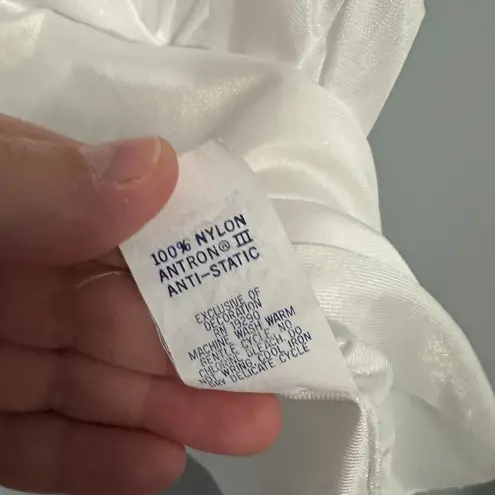 100% NYLON
ANTRON® III
ANTI-STATIC
EXCLUSIVE OF
DECORATION
RN 19290
MACHINE WASH WARM
GENTLE CYCLE NO
CHLORINE BLEACH DO
NOT WRING COOL IRON
DRY DELICATE CYCLE